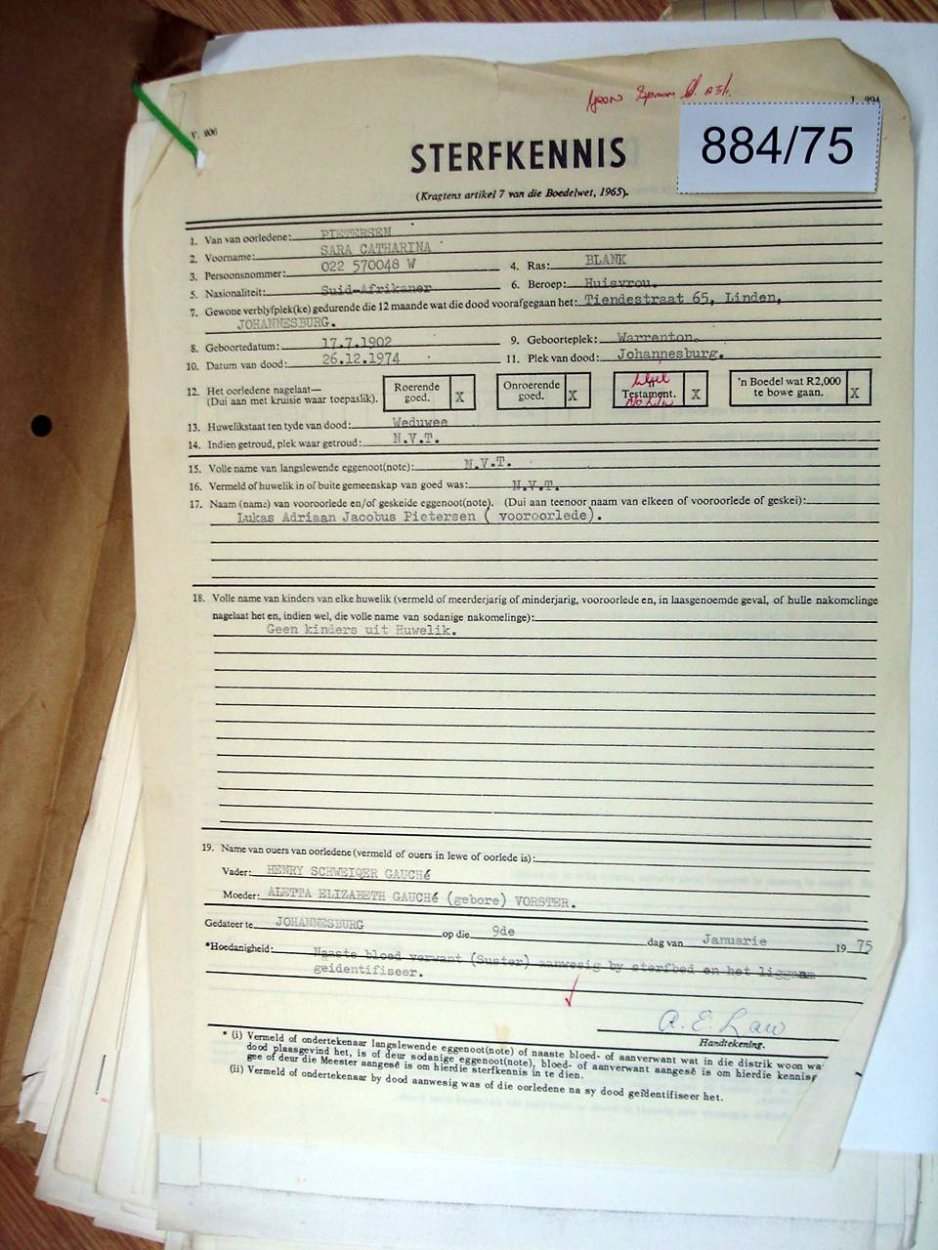 J. 294
884/75
STERFKENNIS
(Kragtens artikel 7 van die Boedelwet, 1965).
1. Van van oorledene: PIETERSEN
2. Voorname: SARA CATHARINA
3. Persoonsnommer: 022 570048 W 4. Ras: BLANK
5. Nasionaliteit: Suid-Afrikaner 6. Beroep: Huisvrou.
7. Gewone verblyfplek(ke) gedurende die 12 maande wat die dood voorafgegaan het: Tiendestraat 65, Linden,
JOHANNESBURG.
8. Geboortedatum: 17.7.1902 9. Geboorteplek: Warrenton.
10. Datum van dood: 26.12.1974 11. Plek van dood: Johannesburg.
12. Het oorledene nagelaat— Roerende goed. X Onroerende goed. X Testament. X 'n Boedel wat R2,000 te bowe gaan. X
(Dui aan met kruisie waar toepaslik).
13. Huwelikstaat ten tyde van dood: Weduwee
14. Indien getroud, plek waar getroud: N.V.T.
15. Volle name van langslewende eggenoot(note): N.V.T.
16. Vermeld of huwelik in of buite gemeenskap van goed was: N.V.T.
17. Naam (name) van vooroorlede en/of geskeide eggenoot(note). (Dui aan teenoor naam van elkeen of vooroorlede of geskei):
Lukas Adriaan Jacobus Pietersen ( vooroorlede).
18. Volle name van kinders van elke huwelik (vermeld of meerderjarig of minderjarig, vooroorlede en, in laasgenoemde geval, of hulle nakomelinge
nagelaat het en, indien wel, die volle name van sodanige nakomelinge):
Geen kinders uit Huwelik.
19. Name van ouers van oorledene (vermeld of ouers in lewe of oorlede is):
Vader: HENRY SCHWEIQER GAUCHé
Moeder: ALETTA ELIZABETH GAUCHé (gebore) VORSTER.
Gedateer te JOHANNESBURG op die 9de dag van Januarie 19 75
*Hoedanigheid: Naaste bloed verwant (Suster) aanwesig by sterfbed en het liggaam
geidentifiseer.
A. E. Law
Handtekening.
* (i) Vermeld of ondertekenaar langslewende eggenoot(note) of naaste bloed- of aanverwant wat in die distrik woon wa
dood plaasgevind het, is of deur sodanige eggenoot(note), bloed- of aanverwant aangesê is om hierdie kennisg
gee of deur die Meester aangesê is om hierdie sterfkennis in te dien.
(ii) Vermeld of ondertekenaar by dood aanwesig was of die oorledene na sy dood geïdentifiseer het.